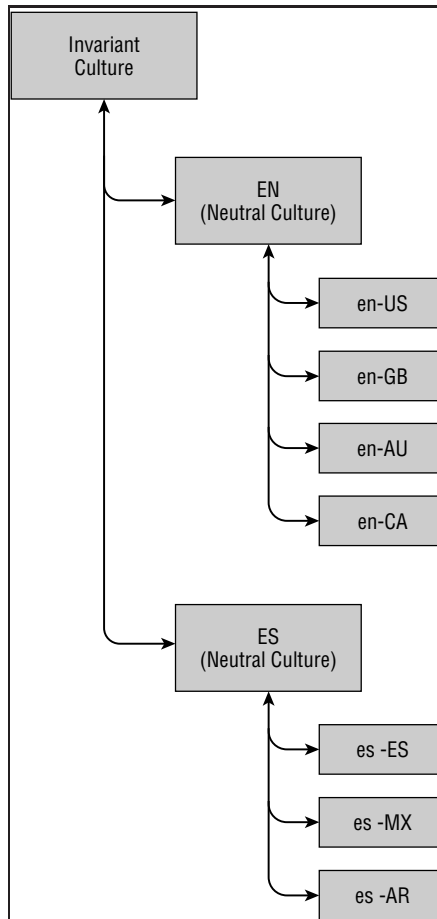 Invariant
Culture
EN
(Neutral Culture)
en-US
en-GB
en-AU
en-CA
ES
(Neutral Culture)
es -ES
es -MX
es -AR